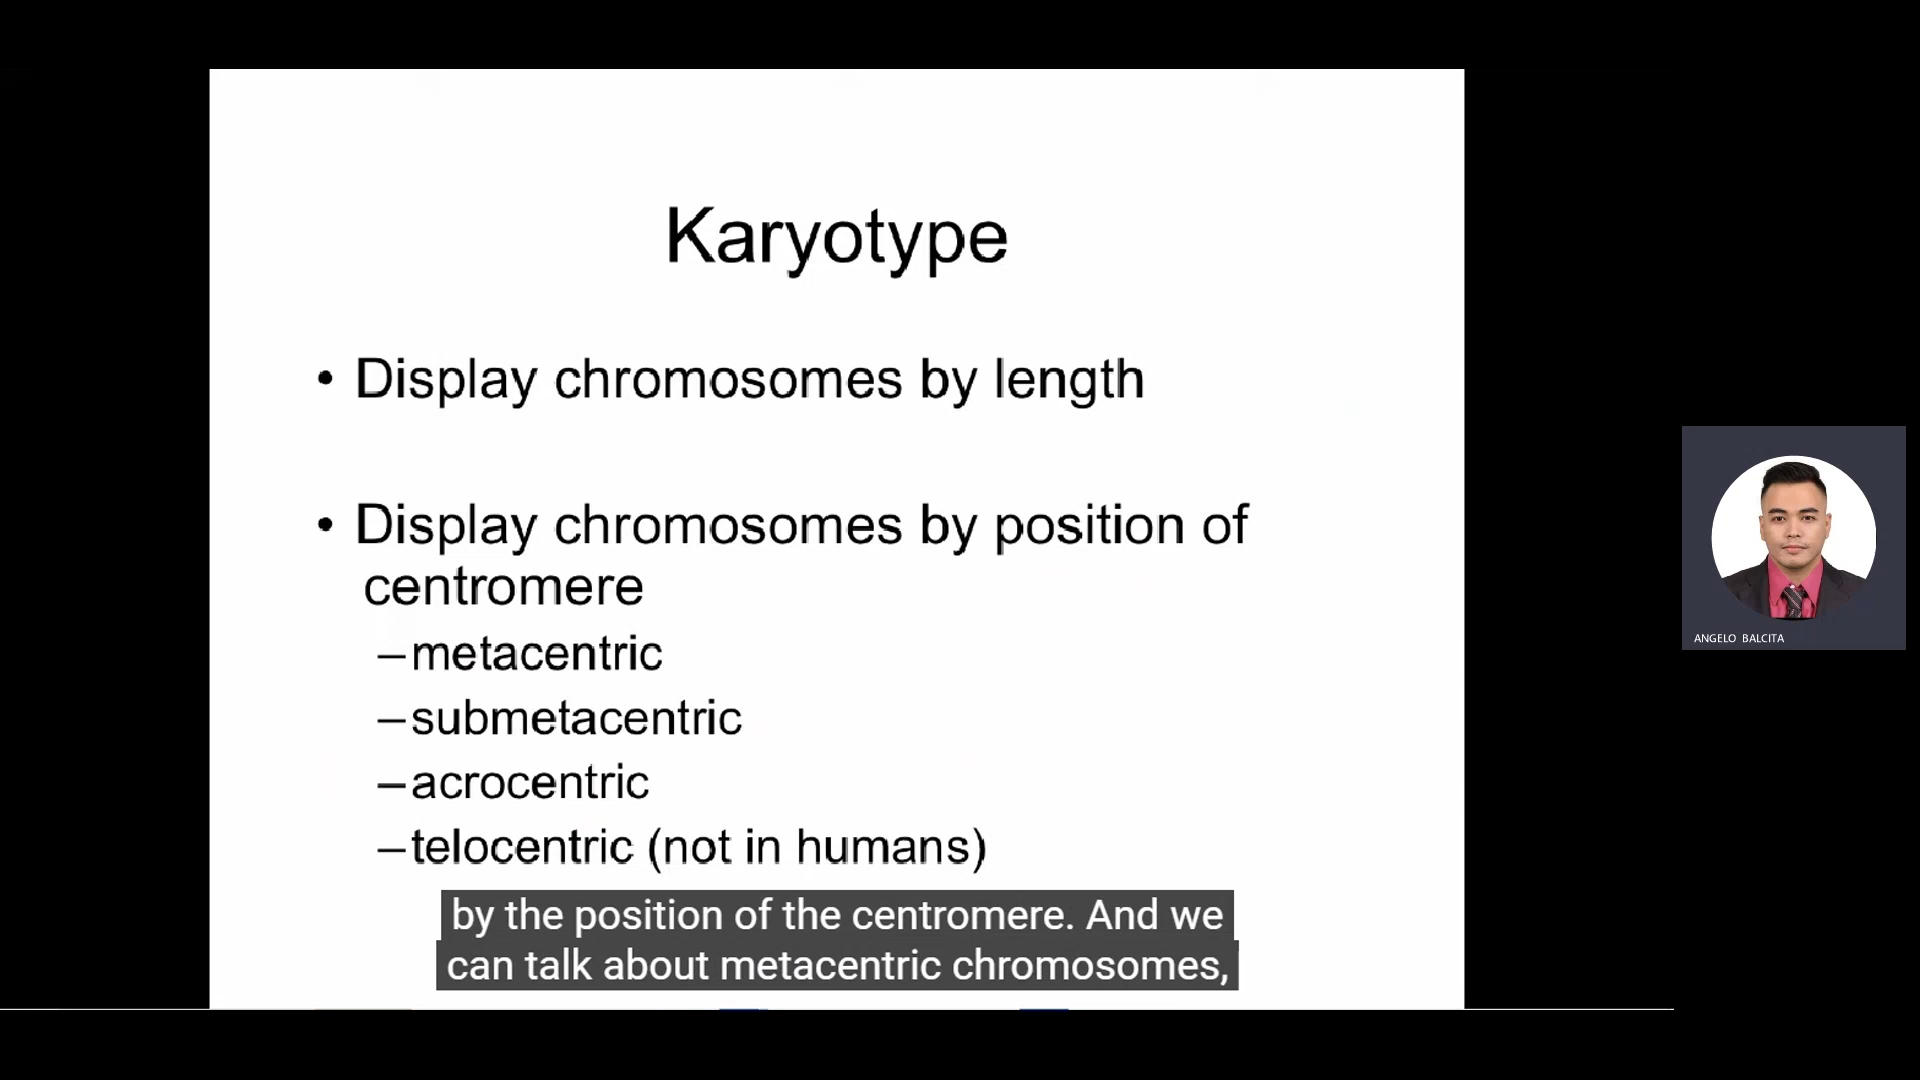 Karyotype
• Display chromosomes by length
• Display chromosomes by position of
centromere
–metacentric
–submetacentric
–acrocentric
–telocentric (not in humans)
by the position of the centromere. And we
can talk about metacentric chromosomes,
ANGELO BALCITA